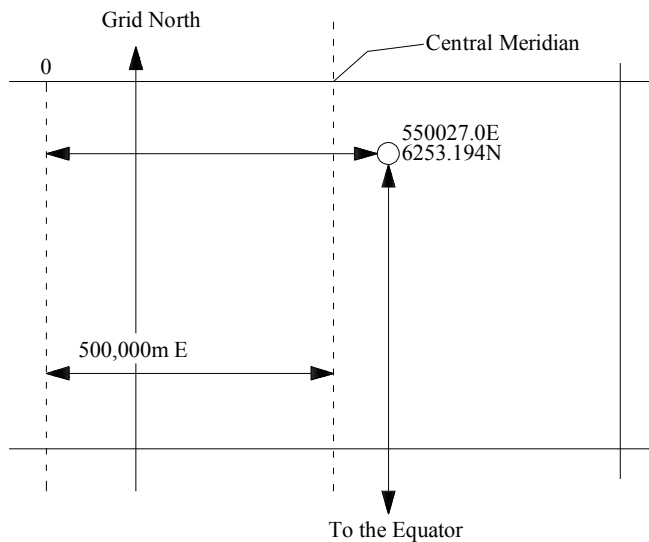 Grid North
Central Meridian
0
550027.0E
6253.194N
500,000m E
To the Equator